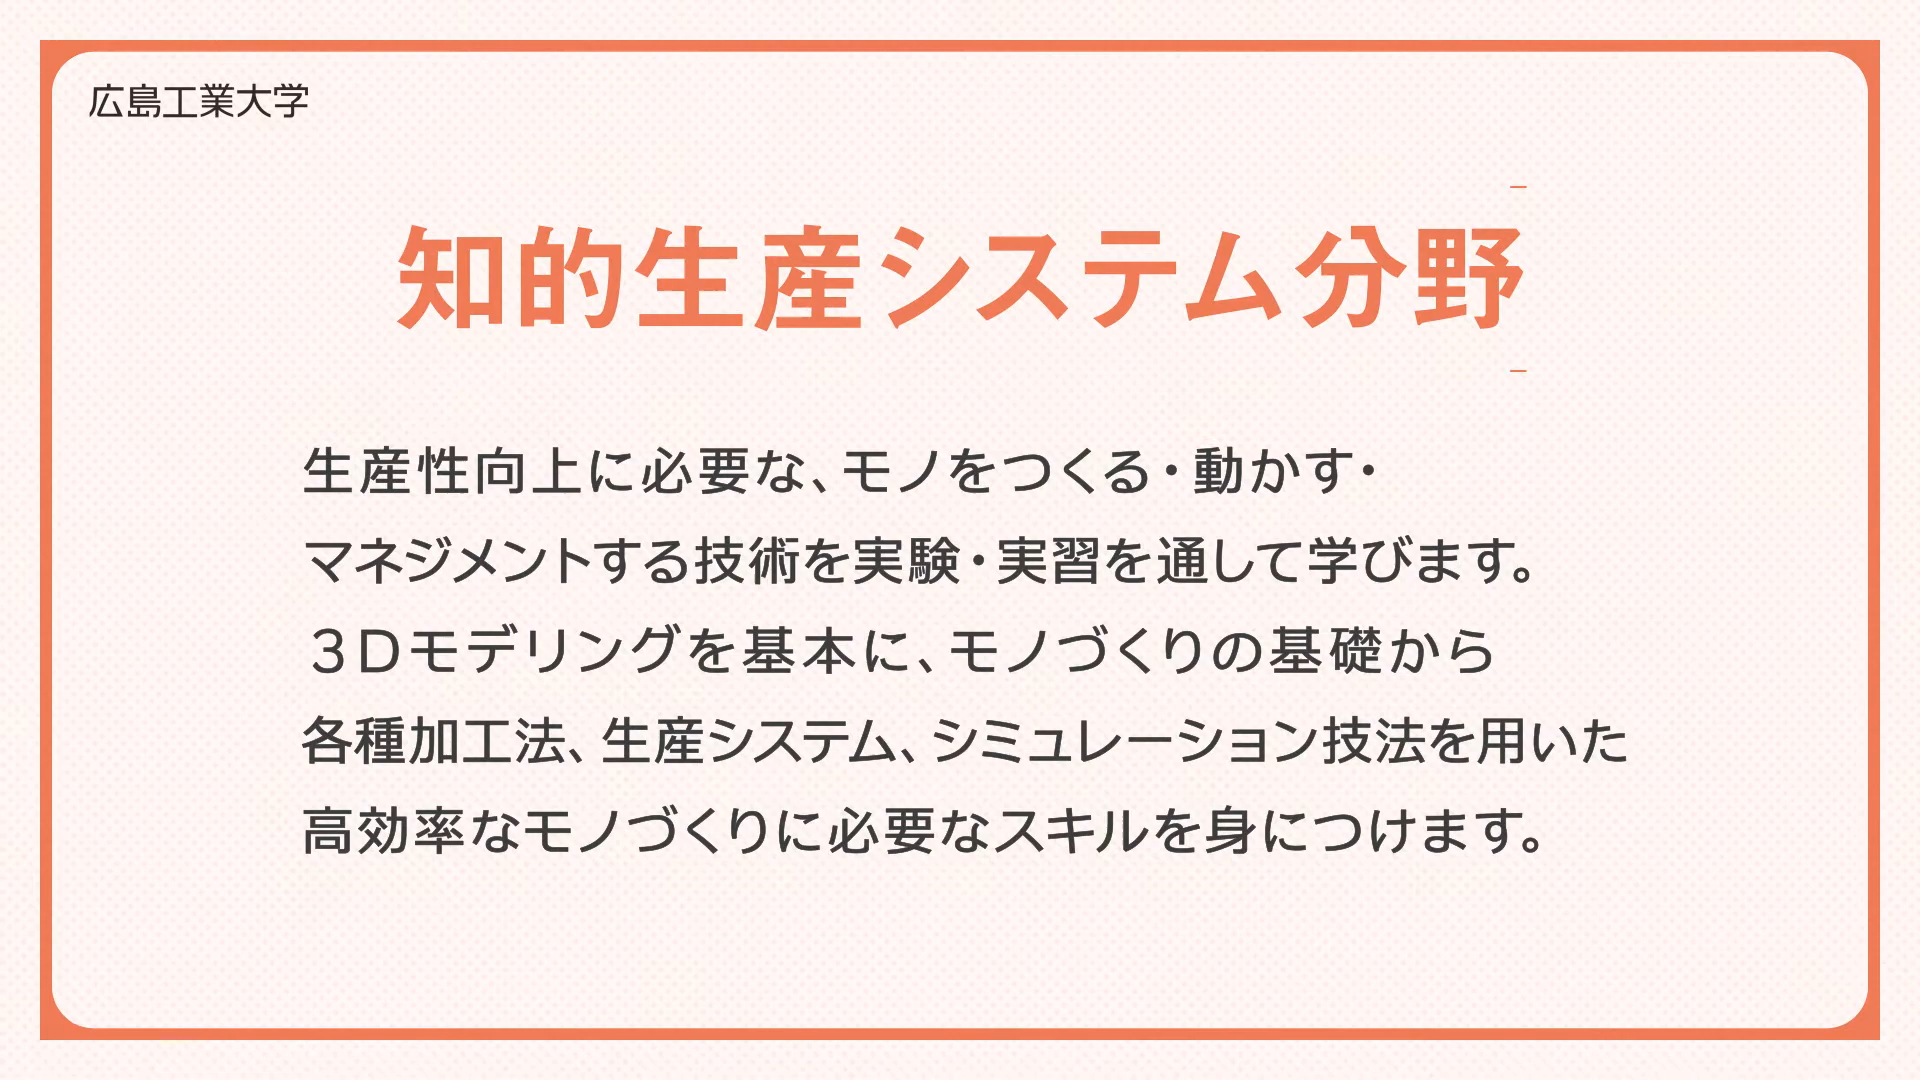 広島工業大学
知的生産システム分野
生産性向上に必要な、モノをつくる・動かす・
マネジメントする技術を実験・実習を通して学びます。
３Ｄモデリングを基本に、モノづくりの基礎から
各種加工法、生産システム、シミュレーション技法を用いた
高効率なモノづくりに必要なスキルを身につけます。